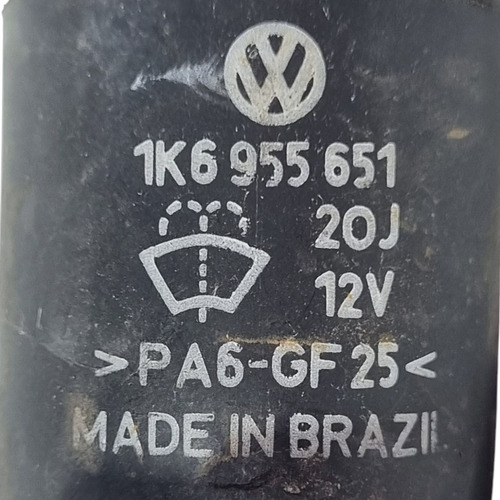 1K6 955 651
20J
12V
>PA6-GF25<
MADE IN BRAZIL